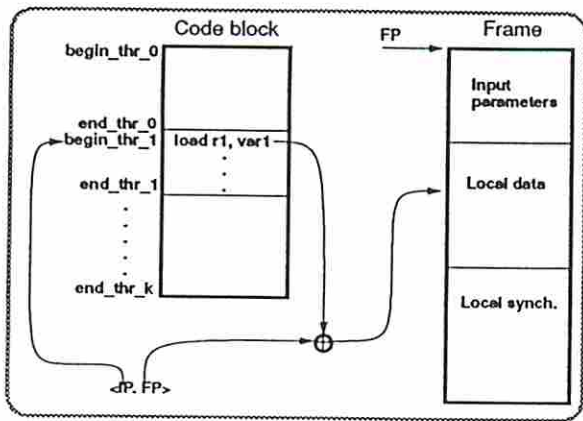 Code block
FP
Frame
begin_thr_0
Input
parameters
end_thr_0
begin_thr_1
load r1, var1
Local data
end_thr_1
end_thr_k
Local synch.
<IP, FP>